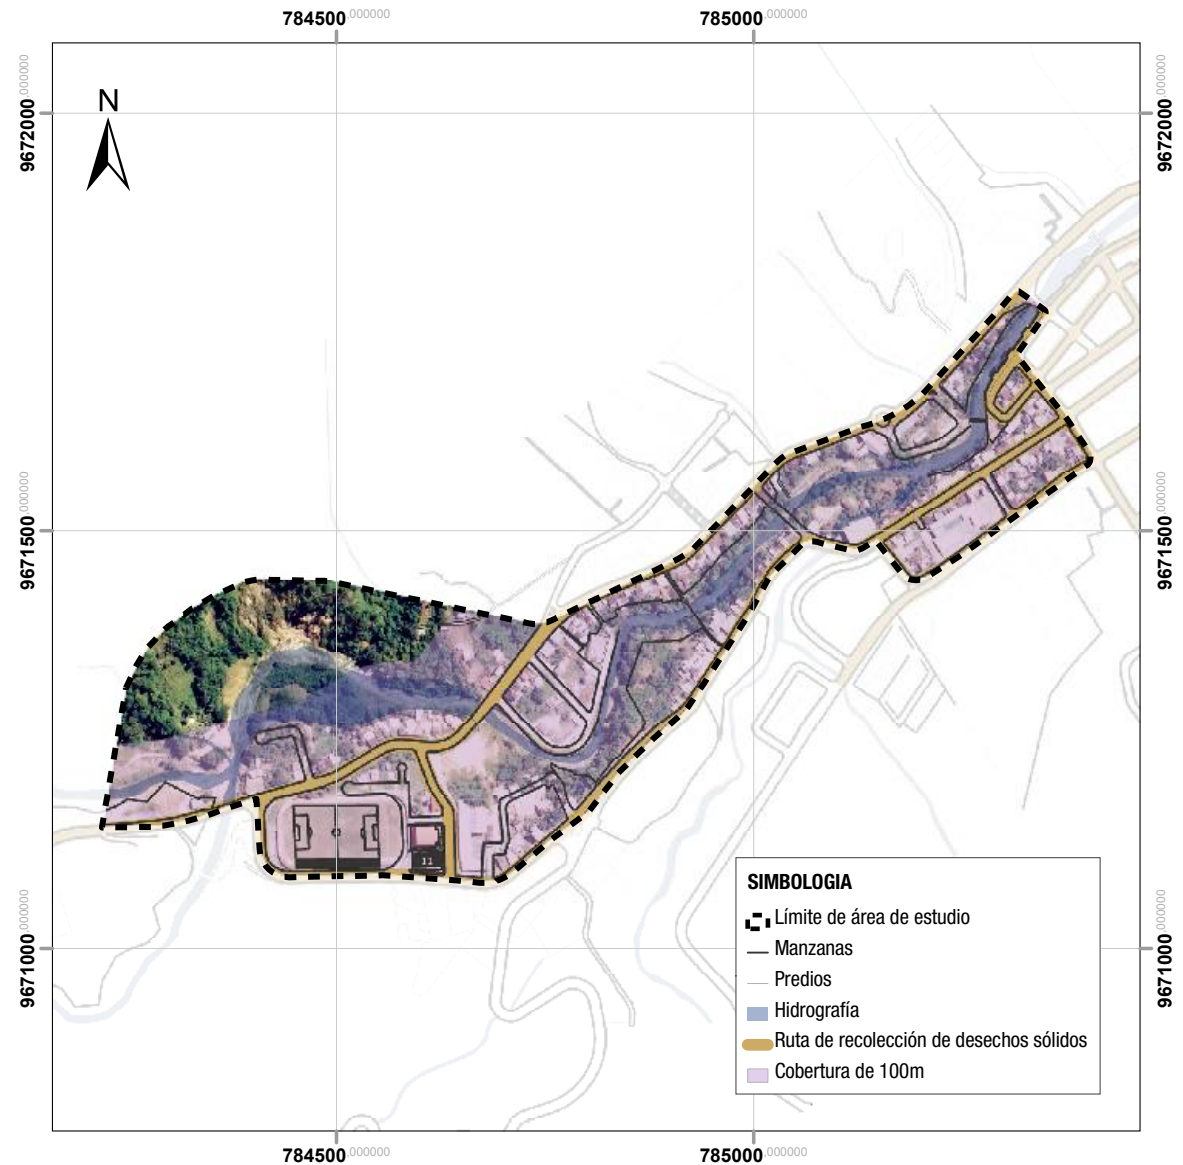 784500,000000
785000,000000
9672000,000000
9672000,000000
N
9671500,000000
9671500,000000
11
SIMBOLOGIA
Límite de área de estudio
Manzanas
Predios
Hidrografía
Ruta de recolección de desechos sólidos
Cobertura de 100m
9671000,000000
9671000,000000
784500,000000
785000,000000